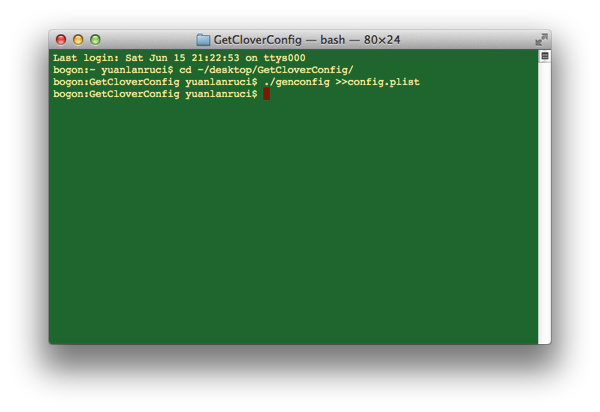 GetCloverConfig — bash — 80×24
Last login: Sat Jun 15 21:22:53 on ttys000
bogon:~ yuanlanruci$ cd ~/desktop/GetCloverConfig/
bogon:GetCloverConfig yuanlanruci$ ./genconfig >>config.plist
bogon:GetCloverConfig yuanlanruci$